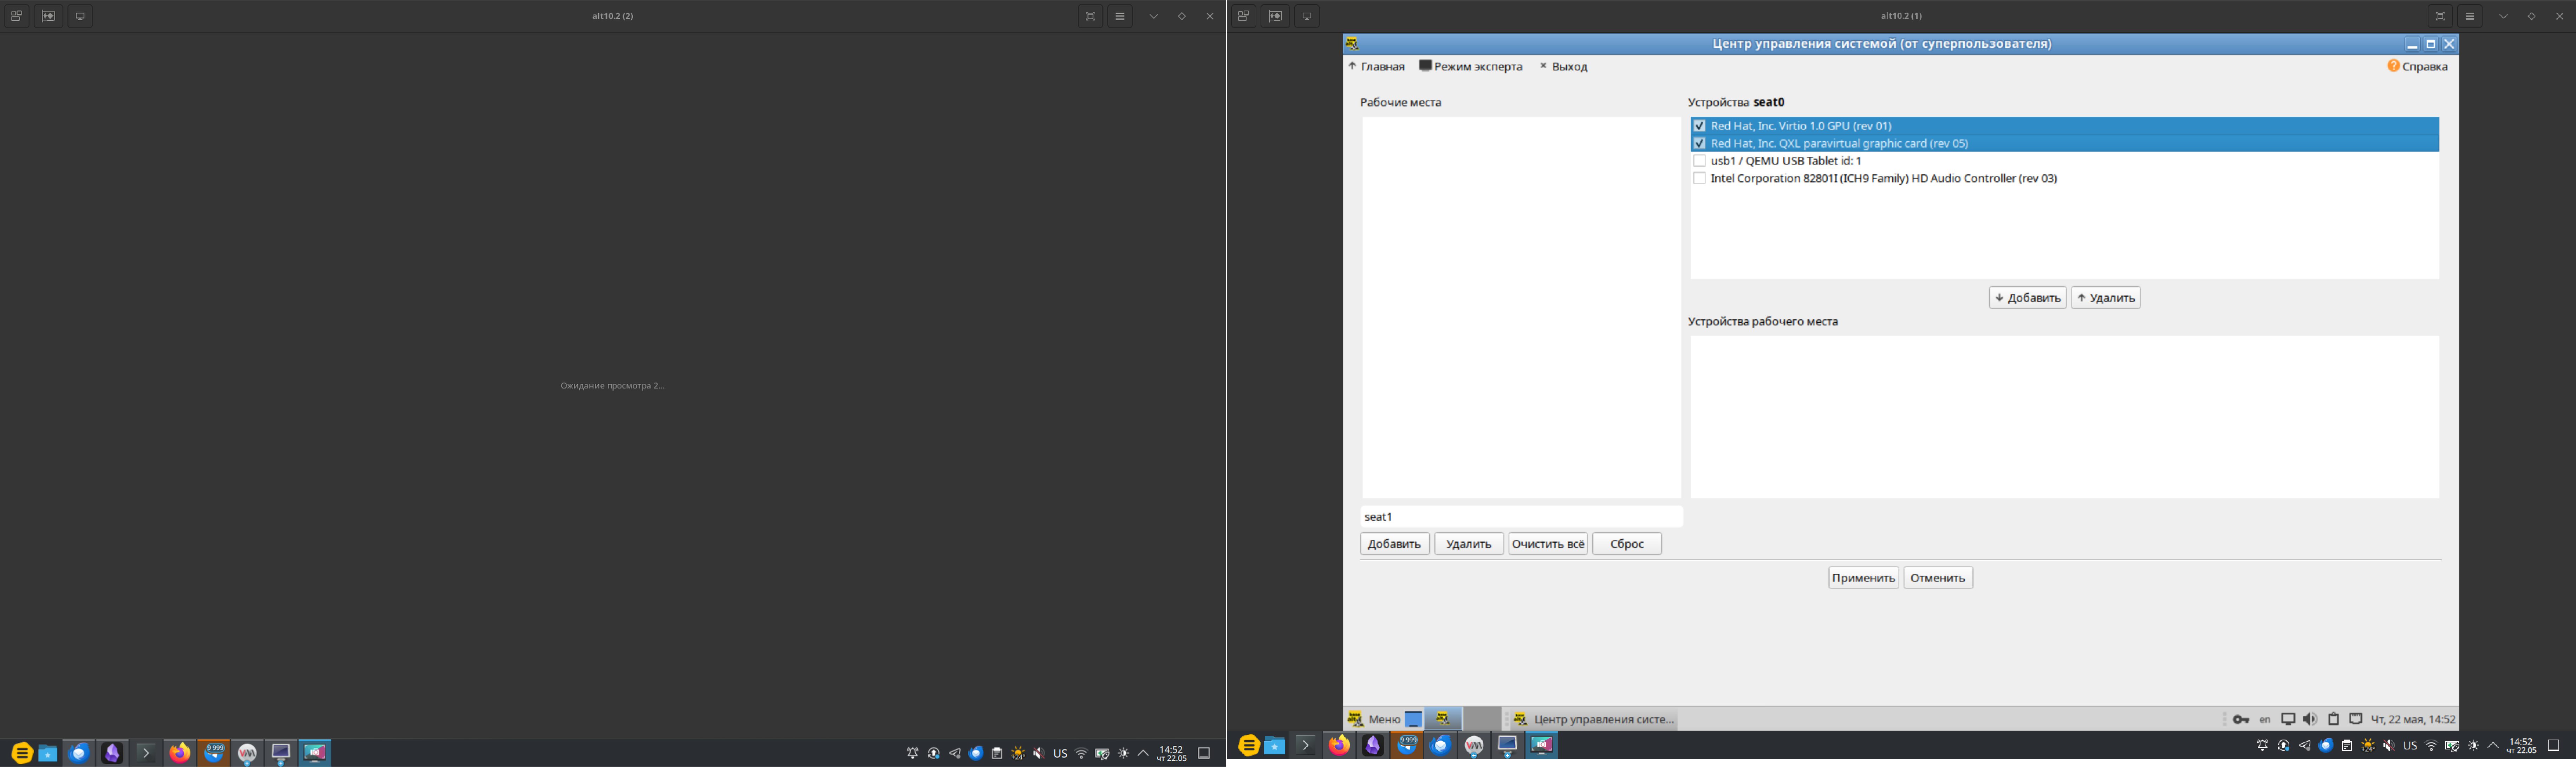 alt10.2 (2)
Ожидание просмотра 2...
9 999
US
14:52
чт 22.05
alt10.2 (1)
Центр управления системой (от суперпользователя)
Главная Режим эксперта Выход Справка
Рабочие места
Устройства seat0
Red Hat, Inc. Virtio 1.0 GPU (rev 01)
Red Hat, Inc. QXL paravirtual graphic card (rev 05)
usb1 / QEMU USB Tablet id: 1
Intel Corporation 82801I (ICH9 Family) HD Audio Controller (rev 03)
Добавить Удалить
Устройства рабочего места
seat1
Добавить Удалить Очистить всё Сброс
Применить Отменить
Меню Центр управления систе... en Чт, 22 мая, 14:52
9 999
US
14:52
чт 22.05